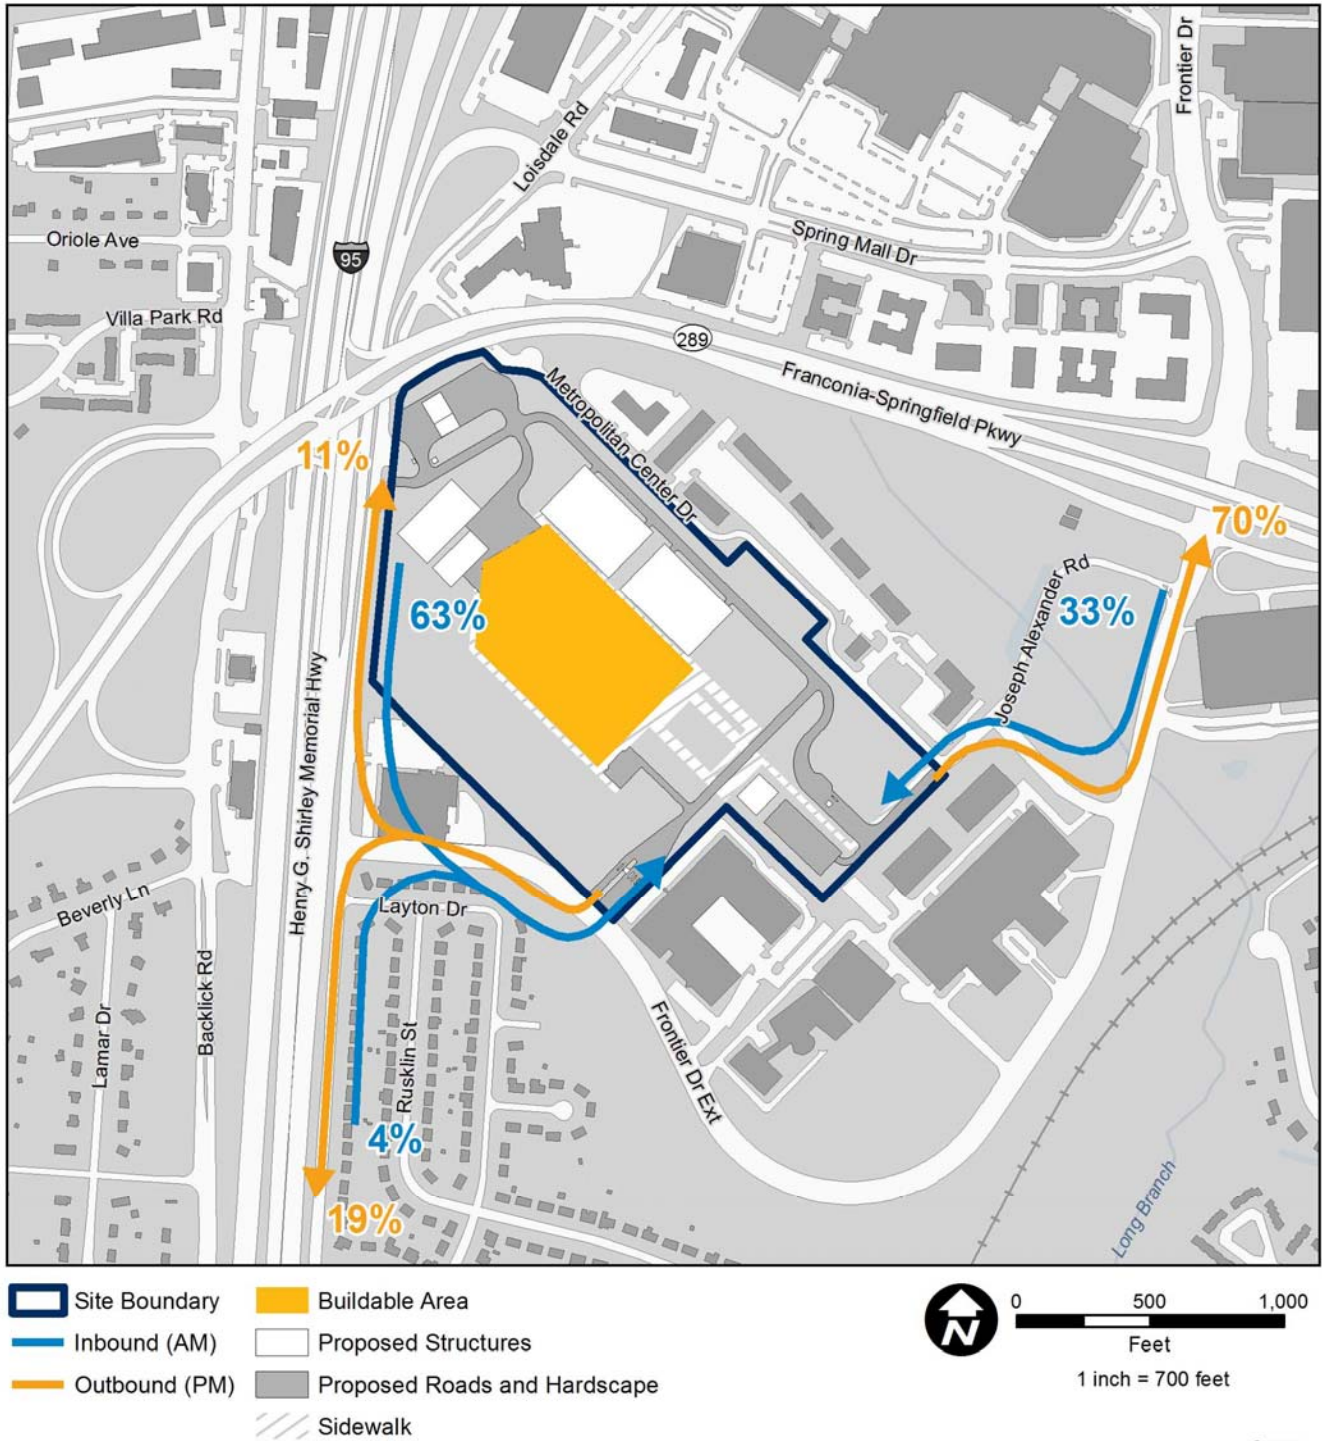 Frontier Dr
Loisdale Rd
Spring Mall Dr
Oriole Ave
95
Villa Park Rd
289
Metropolitan Center Dr
Franconia-Springfield Pkwy
11%
70%
Joseph Alexander Rd
63%
33%
Henry G. Shirley Memorial Hwy
Beverly Ln
Layton Dr
Backlick Rd
Lamar Dr
Rusklin St
Frontier Dr Ext
4%
Long Branch
19%
Site Boundary
Inbound (AM)
Outbound (PM)
Buildable Area
Proposed Structures
Proposed Roads and Hardscape
Sidewalk
N
0 500 1,000
Feet
1 inch = 700 feet